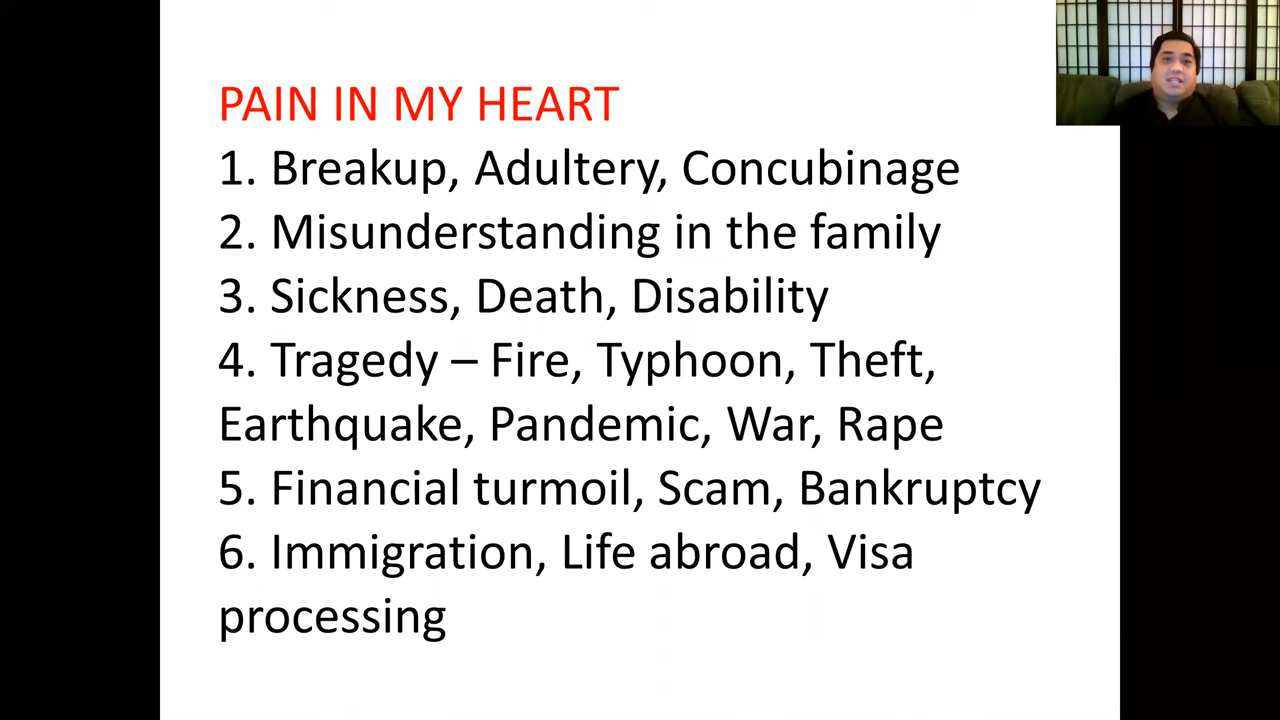 PAIN IN MY HEART
1. Breakup, Adultery, Concubinage
2. Misunderstanding in the family
3. Sickness, Death, Disability
4. Tragedy – Fire, Typhoon, Theft,
Earthquake, Pandemic, War, Rape
5. Financial turmoil, Scam, Bankruptcy
6. Immigration, Life abroad, Visa
processing